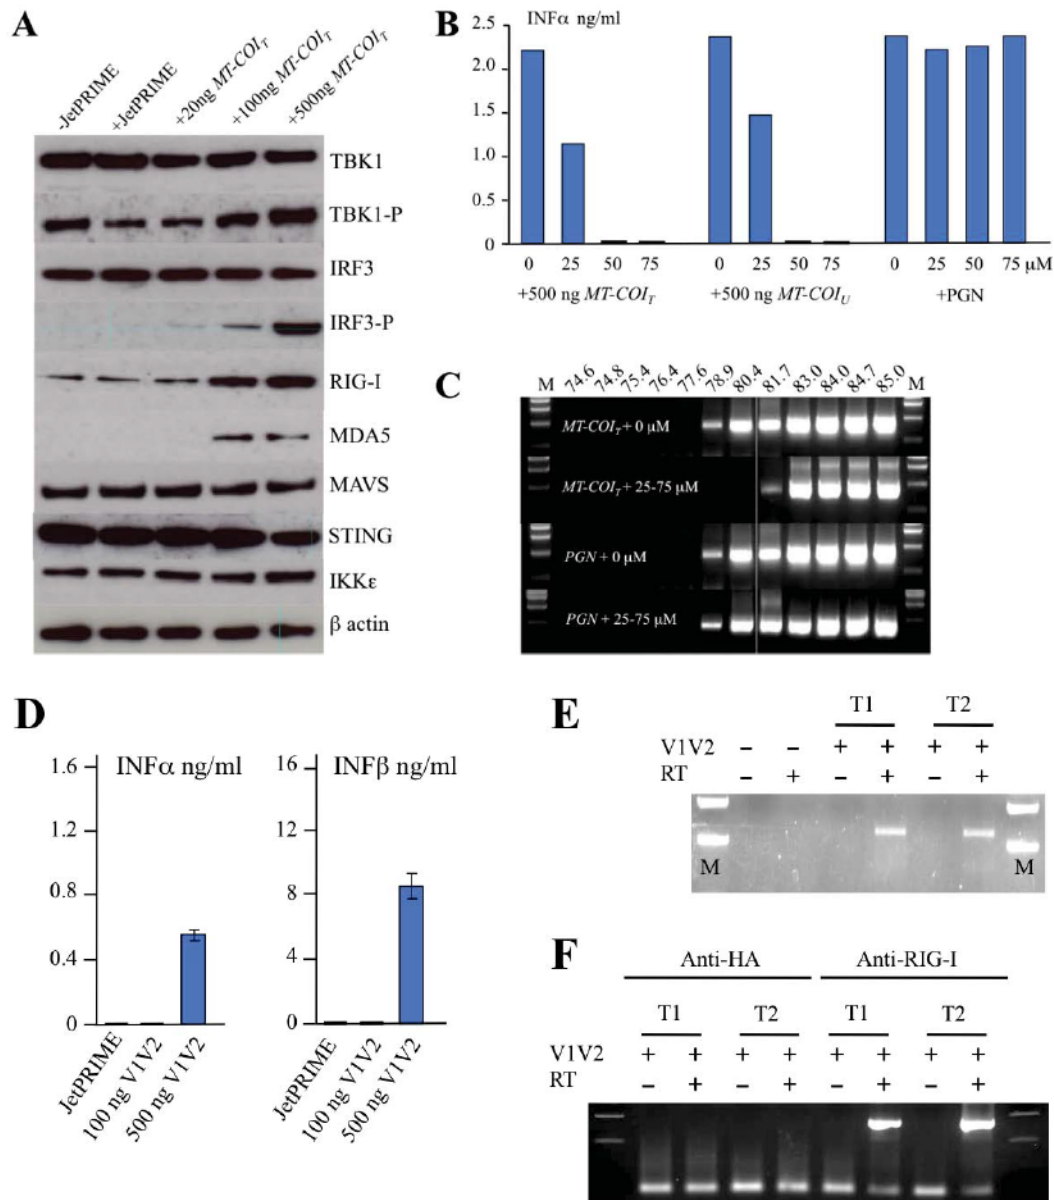 A
-JetPRIME
+JetPRIME
+20ng MT-COIT
+100ng MT-COIT
+500ng MT-COIT
TBK1
TBK1-P
IRF3
IRF3-P
RIG-I
MDA5
MAVS
STING
IKKε
β actin
B
INFα ng/ml
2.5
2.0
1.5
1.0
0.5
0
0 25 50 75 0 25 50 75 0 25 50 75 μM
+500 ng MT-COIT +500 ng MT-COIU +PGN
C
M 74.6 74.8 75.4 76.4 77.6 78.9 80.4 81.7 83.0 84.0 84.7 85.0 M
MT-COIT + 0 μM
MT-COIT + 25-75 μM
PGN + 0 μM
PGN + 25-75 μM
D
INFα ng/ml
1.6
1.2
0.8
0.4
0
JetPRIME
100 ng V1V2
500 ng V1V2
INFβ ng/ml
16
12
8
4
0
JetPRIME
100 ng V1V2
500 ng V1V2
E
T1 T2
V1V2 – – + + + +
RT – + – + – +
M M
F
Anti-HA Anti-RIG-I
T1 T2 T1 T2
V1V2 + + + + + + + +
RT – + – + – + – +